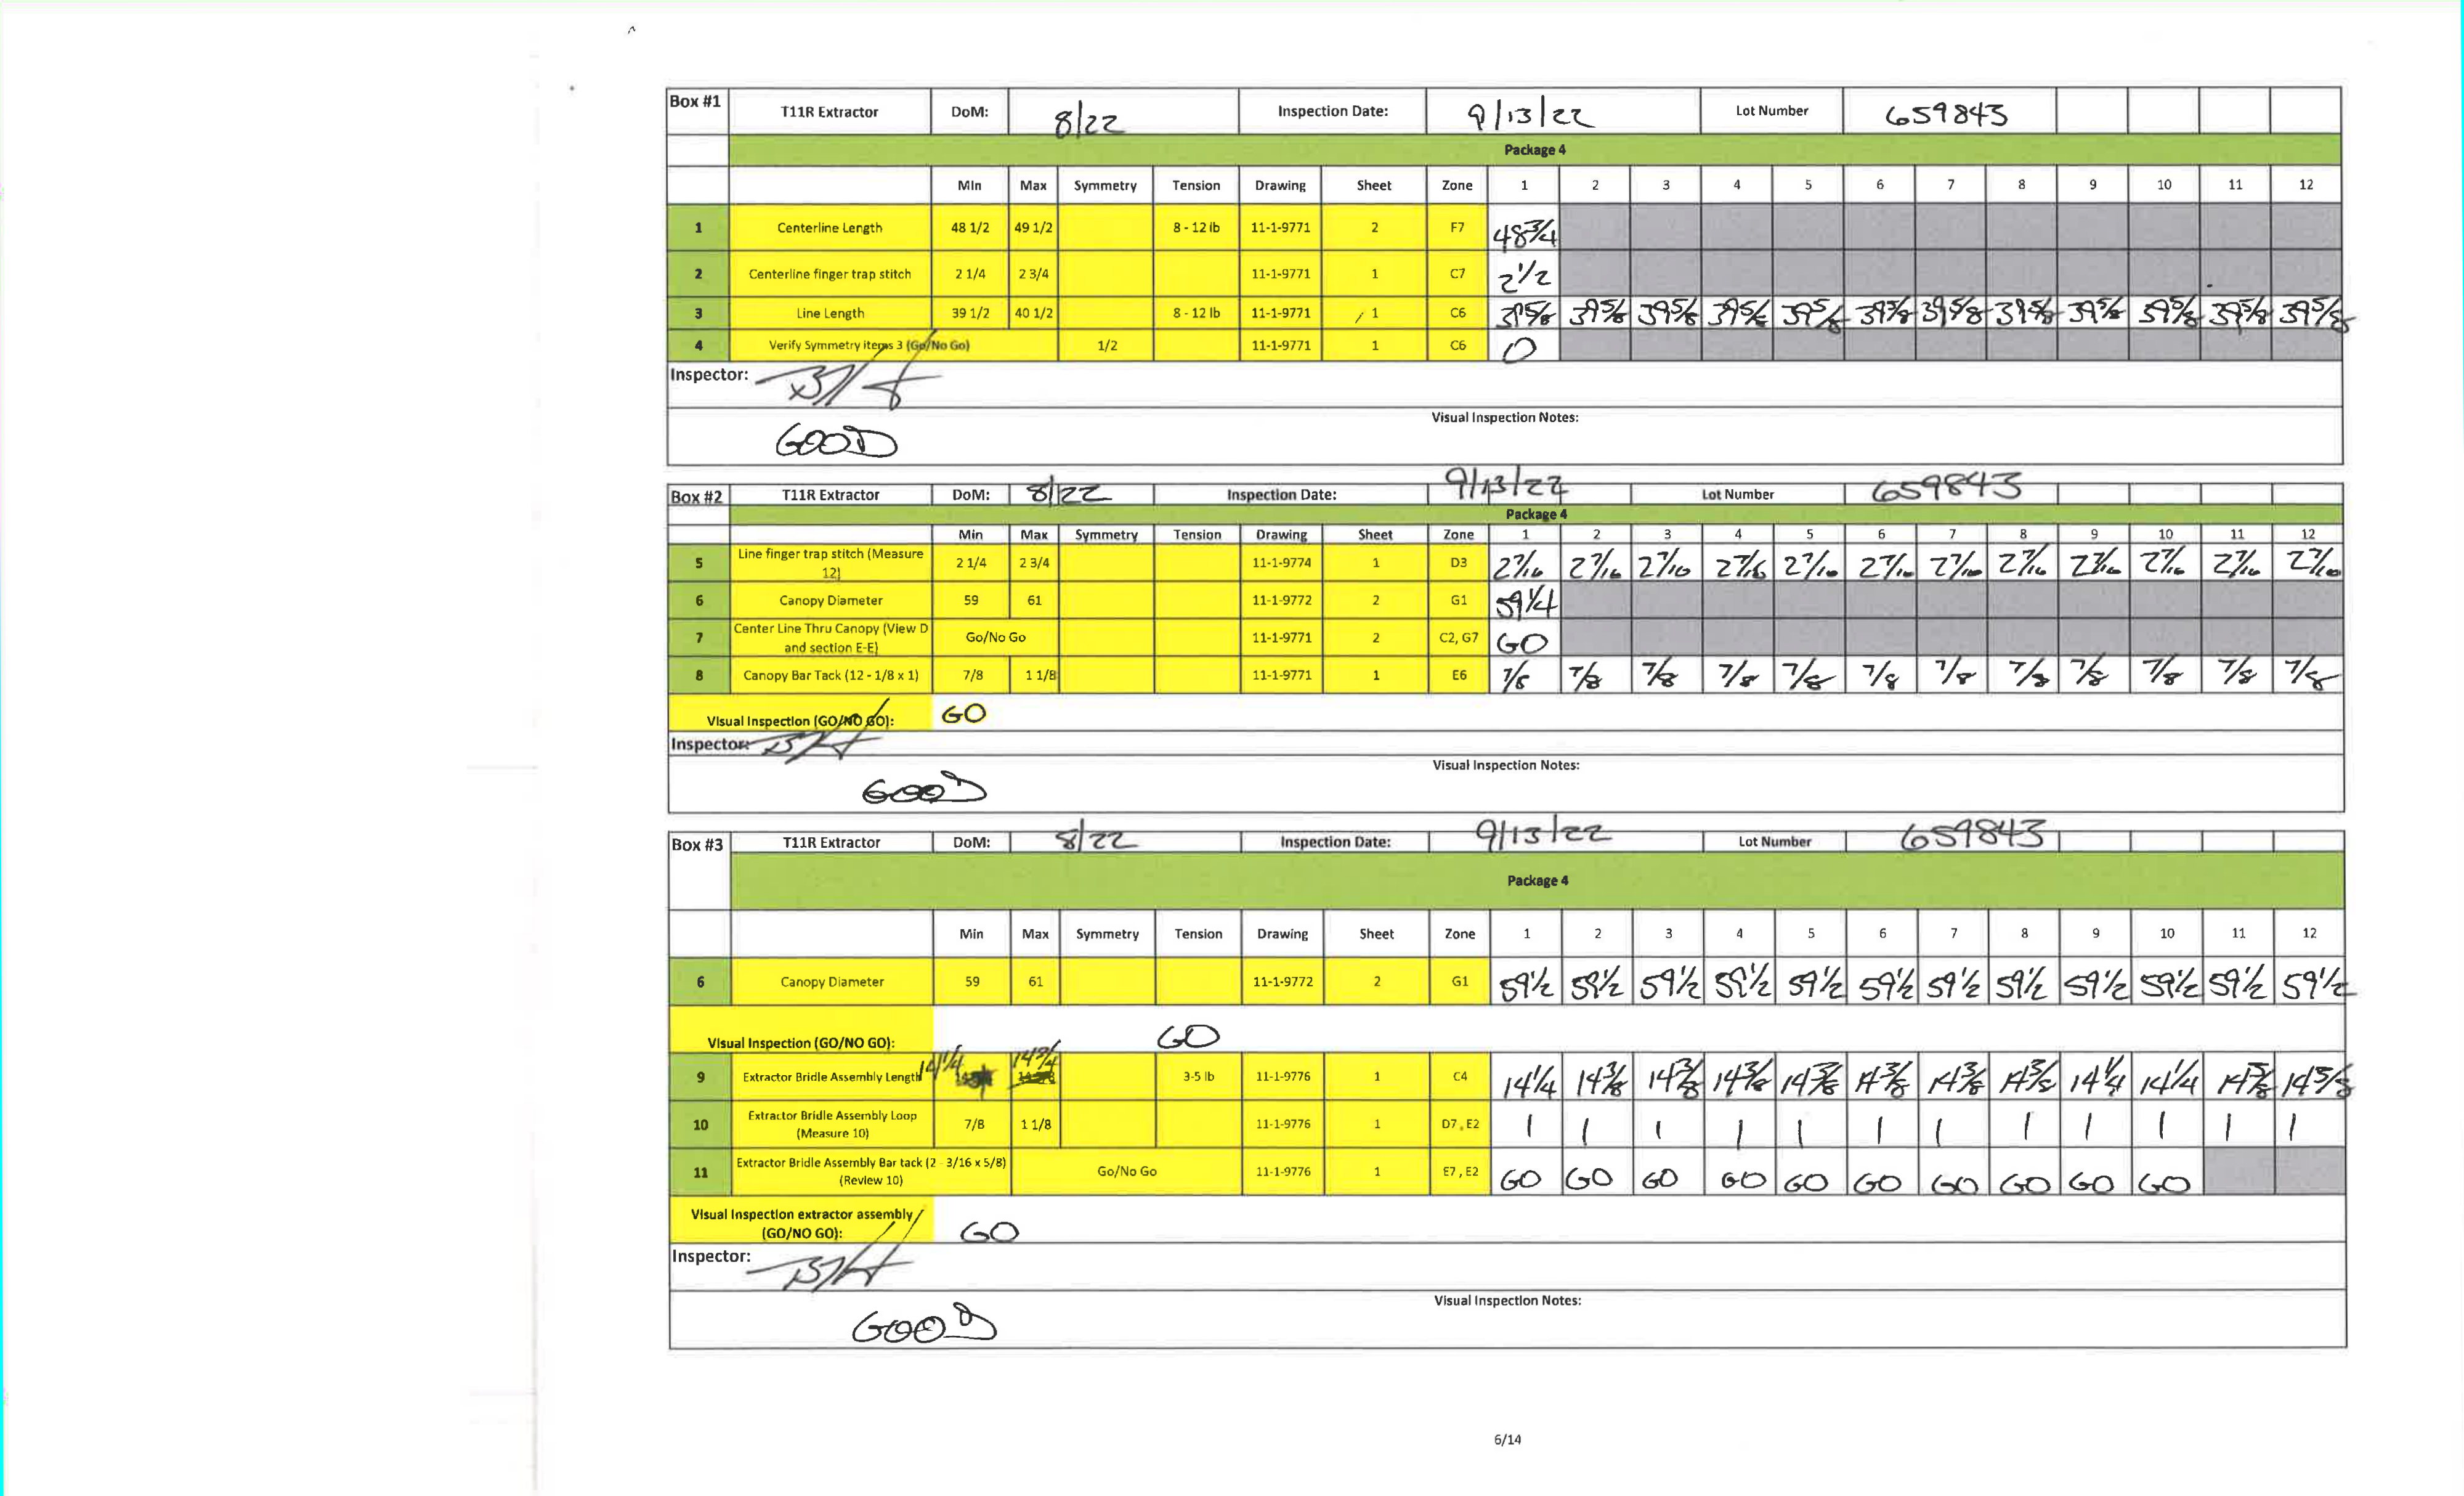 Box #1 T11R Extractor DoM: 8/22 Inspection Date: 9/13/22 Lot Number 659843
Package 4
Min Max Symmetry Tension Drawing Sheet Zone 1 2 3 4 5 6 7 8 9 10 11 12
1 Centerline Length 48 1/2 49 1/2 8 - 12 lb 11-1-9771 2 F7 48 3/4
2 Centerline finger trap stitch 2 1/4 2 3/4 11-1-9771 1 C7 2 1/2
3 Line Length 39 1/2 40 1/2 8 - 12 lb 11-1-9771 1 C6 39 5/8 39 5/8 39 5/8 39 5/8 39 5/8 39 5/8 39 5/8 39 5/8 39 5/8 39 5/8 39 5/8 39 5/8
4 Verify Symmetry items 3 (Go/No Go) 1/2 11-1-9771 1 C6 0
Inspector:
Visual Inspection Notes:
GOOD
Box #2 T11R Extractor DoM: 8/22 Inspection Date: 9/13/22 Lot Number 659843
Package 4
Min Max Symmetry Tension Drawing Sheet Zone 1 2 3 4 5 6 7 8 9 10 11 12
5 Line finger trap stitch (Measure 12) 2 1/4 2 3/4 11-1-9774 1 D3 2 7/16 2 7/16 2 7/16 2 7/16 2 7/16 2 7/16 2 7/16 2 7/16 2 7/16 2 7/16 2 7/16 2 7/16
6 Canopy Diameter 59 61 11-1-9772 2 G1 59 1/4
7 Center Line Thru Canopy (View D and section E-E) Go/No Go 11-1-9771 2 C2, G7 GO
8 Canopy Bar Tack (12 - 1/8 x 1) 7/8 1 1/8 11-1-9771 1 E6 7/8 7/8 7/8 7/8 7/8 7/8 7/8 7/8 7/8 7/8 7/8 7/8
Visual Inspection (GO/NO GO): GO
Inspector:
Visual Inspection Notes:
GOOD
Box #3 T11R Extractor DoM: 8/22 Inspection Date: 9/13/22 Lot Number 659843
Package 4
Min Max Symmetry Tension Drawing Sheet Zone 1 2 3 4 5 6 7 8 9 10 11 12
6 Canopy Diameter 59 61 11-1-9772 2 G1 59 1/2 59 1/2 59 1/2 59 1/2 59 1/2 59 1/2 59 1/2 59 1/2 59 1/2 59 1/2 59 1/2 59 1/2
Visual Inspection (GO/NO GO): GO
9 Extractor Bridle Assembly Length 14 1/4 14 3/4 3-5 lb 11-1-9776 1 C4 14 1/4 14 3/8 14 3/8 14 3/8 14 3/8 14 3/8 14 3/8 14 3/8 14 1/4 14 1/4 14 3/8 14 3/8
10 Extractor Bridle Assembly Loop (Measure 10) 7/8 1 1/8 11-1-9776 1 D7 , E2 1 1 1 1 1 1 1 1 1 1 1 1
11 Extractor Bridle Assembly Bar tack (2 - 3/16 x 5/8) (Review 10) Go/No Go 11-1-9776 1 E7 , E2 GO GO GO GO GO GO GO GO GO GO
Visual Inspection extractor assembly (GO/NO GO): GO
Inspector:
Visual Inspection Notes:
GOOD
6/14